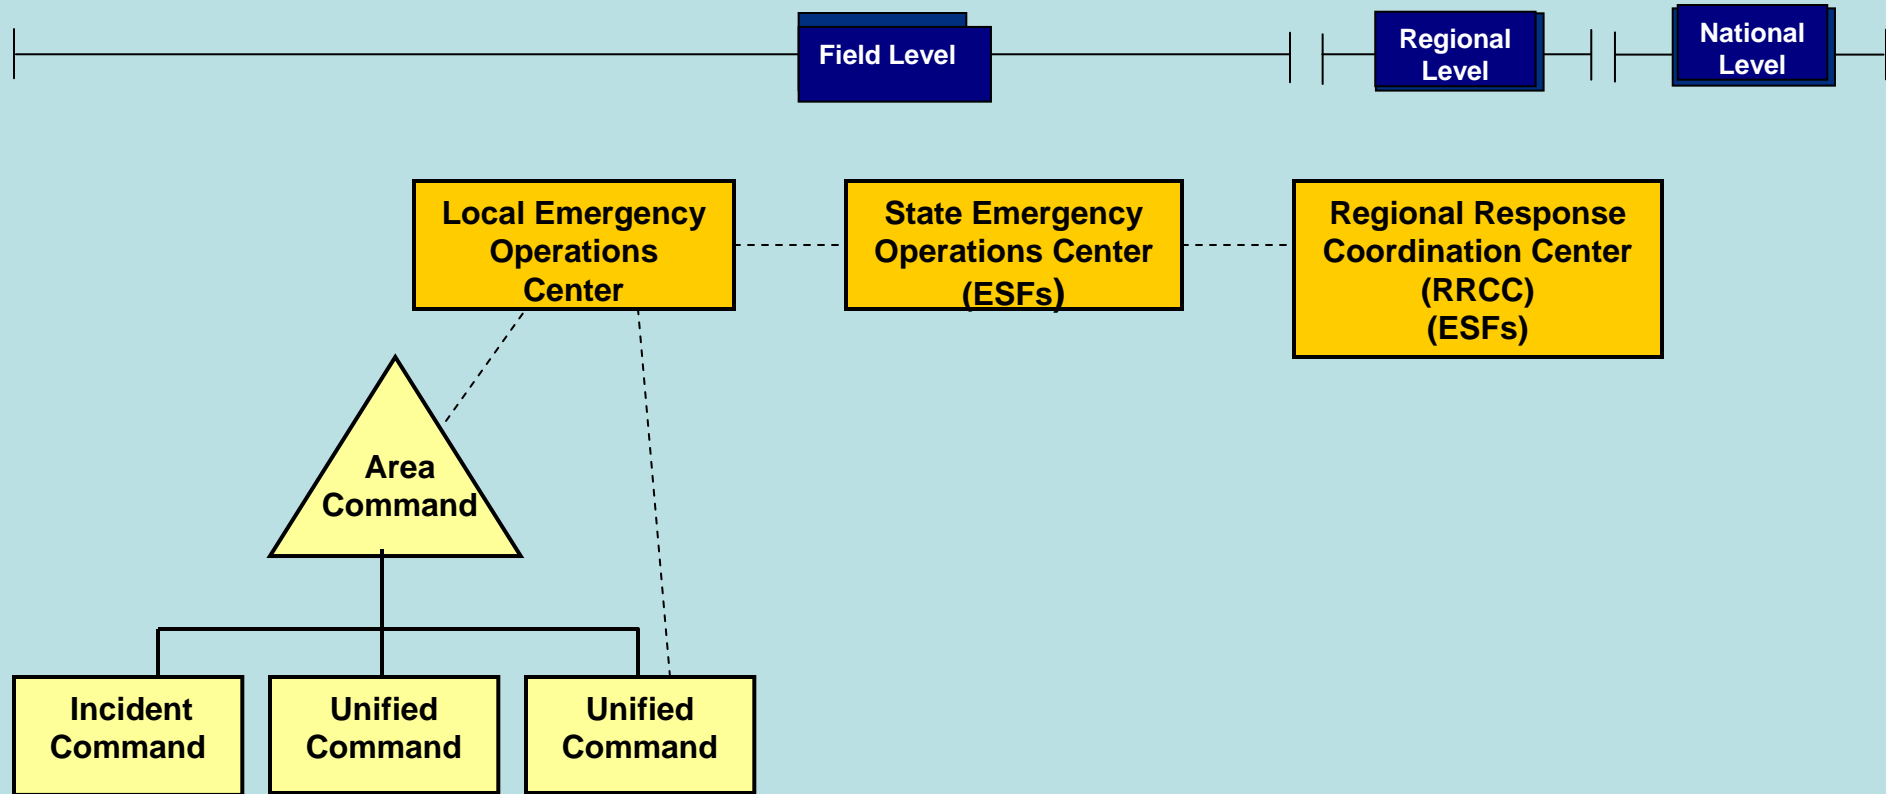 Field Level
Regional
Level
National
Level
Local Emergency
Operations
Center
State Emergency
Operations Center
(ESFs)
Regional Response
Coordination Center
(RRCC)
(ESFs)
Area
Command
Incident
Command
Unified
Command
Unified
Command